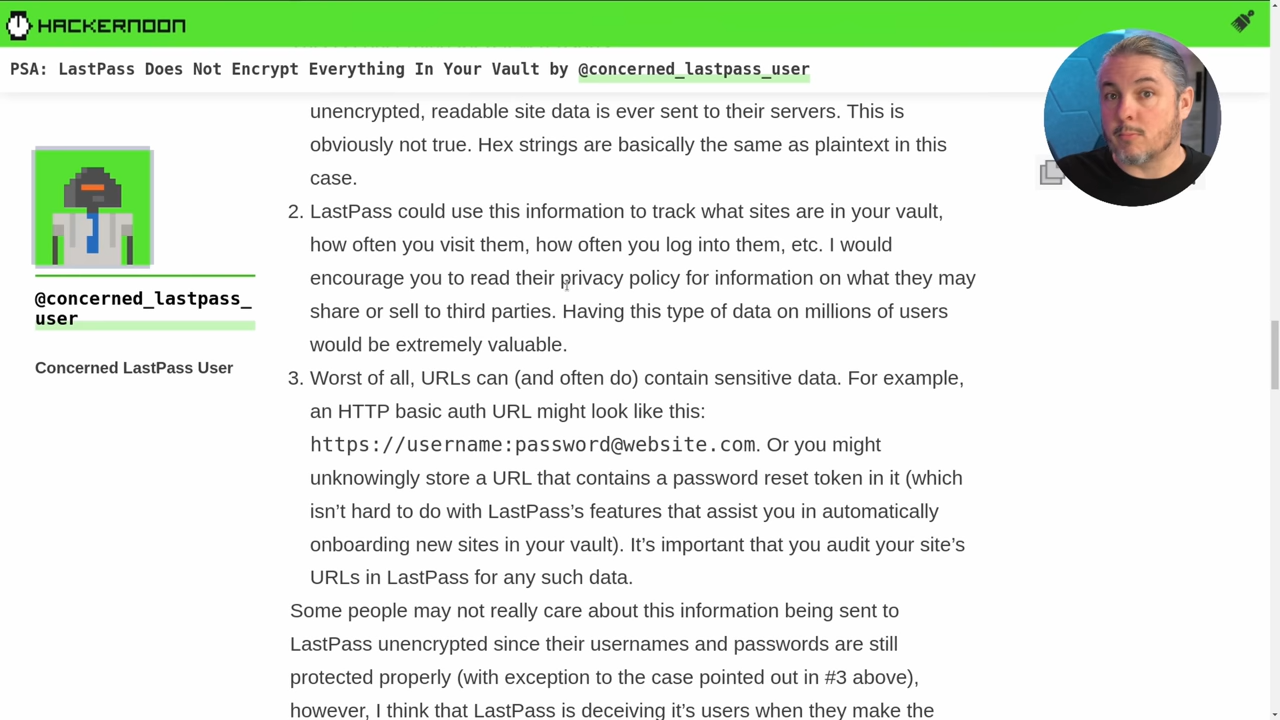 HACKERNOON
PSA: LastPass Does Not Encrypt Everything In Your Vault by @concerned_lastpass_user
@concerned_lastpass_
user
Concerned LastPass User
unencrypted, readable site data is ever sent to their servers. This is
obviously not true. Hex strings are basically the same as plaintext in this
case.
2. LastPass could use this information to track what sites are in your vault,
how often you visit them, how often you log into them, etc. I would
encourage you to read their privacy policy for information on what they may
share or sell to third parties. Having this type of data on millions of users
would be extremely valuable.
3. Worst of all, URLs can (and often do) contain sensitive data. For example,
an HTTP basic auth URL might look like this:
https://username:password@website.com. Or you might
unknowingly store a URL that contains a password reset token in it (which
isn’t hard to do with LastPass’s features that assist you in automatically
onboarding new sites in your vault). It’s important that you audit your site’s
URLs in LastPass for any such data.
Some people may not really care about this information being sent to
LastPass unencrypted since their usernames and passwords are still
protected properly (with exception to the case pointed out in #3 above),
however, I think that LastPass is deceiving it’s users when they make the